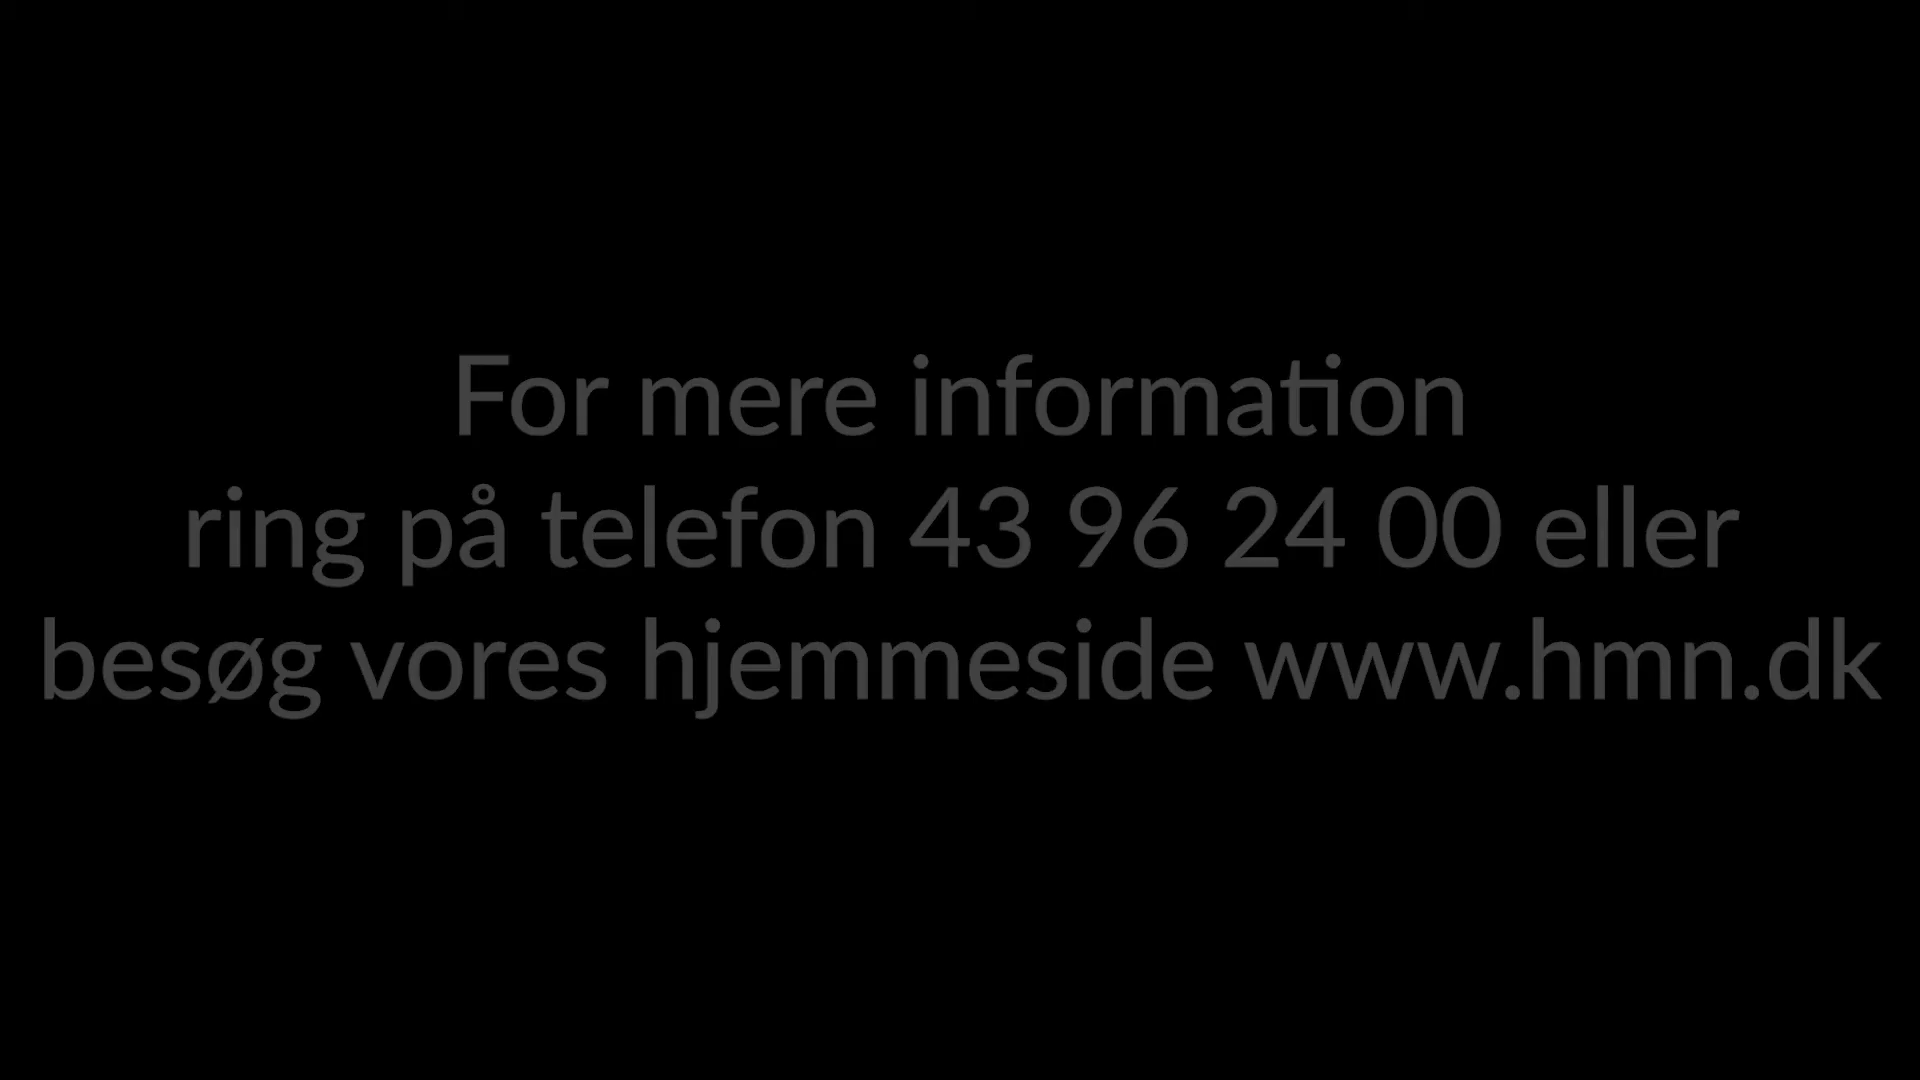 For mere information
ring på telefon 43 96 24 00 eller
besøg vores hjemmeside www.hmn.dk